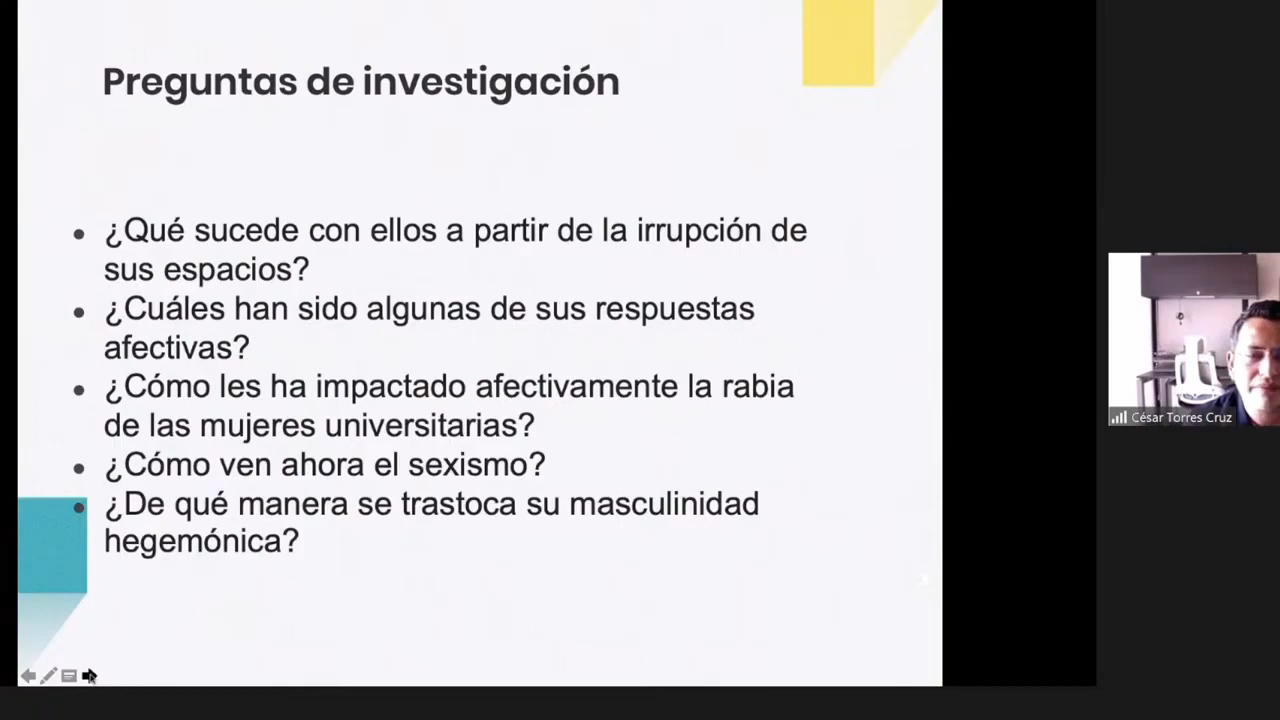 Preguntas de investigación
• ¿Qué sucede con ellos a partir de la irrupción de
sus espacios?
• ¿Cuáles han sido algunas de sus respuestas
afectivas?
• ¿Cómo les ha impactado afectivamente la rabia
de las mujeres universitarias?
• ¿Cómo ven ahora el sexismo?
• ¿De qué manera se trastoca su masculinidad
hegemónica?
César Torres Cruz